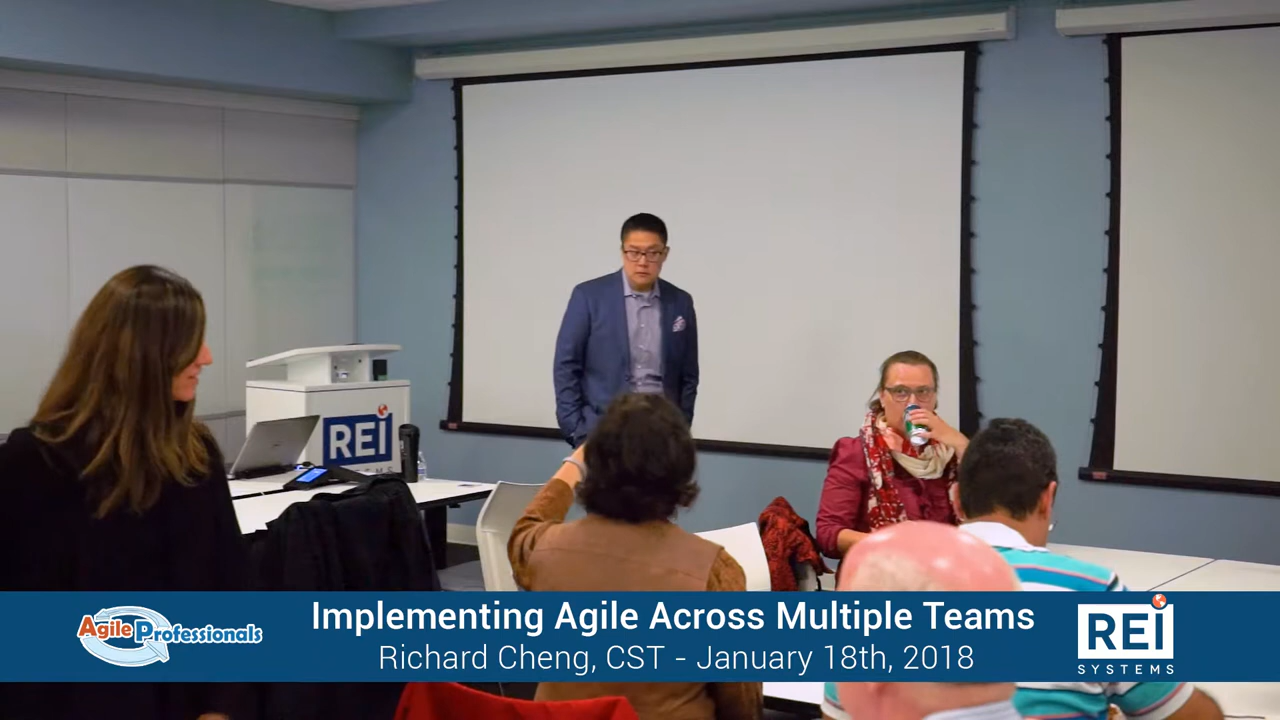 REI
Implementing Agile Across Multiple Teams
Agile Professionals
Richard Cheng, CST - January 18th, 2018
REI
SYSTEMS